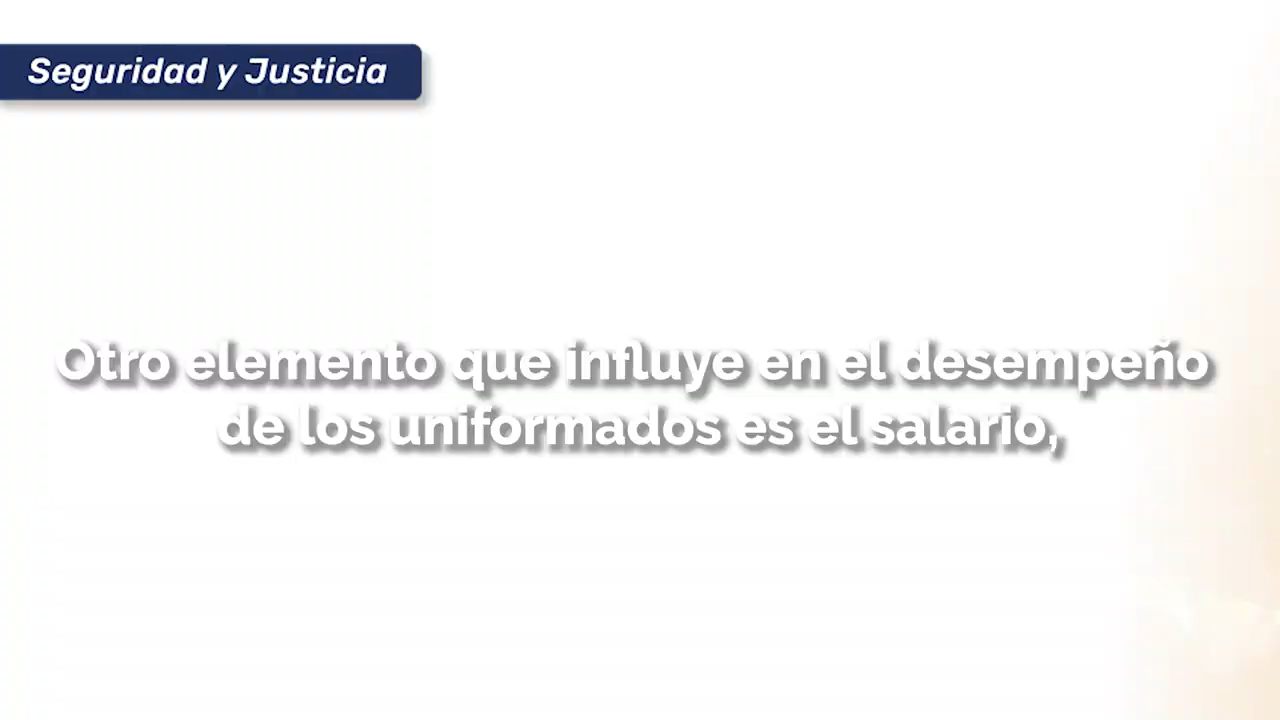 Seguridad y Justicia
Otro elemento que influye en el desempeño
de los uniformados es el salario,